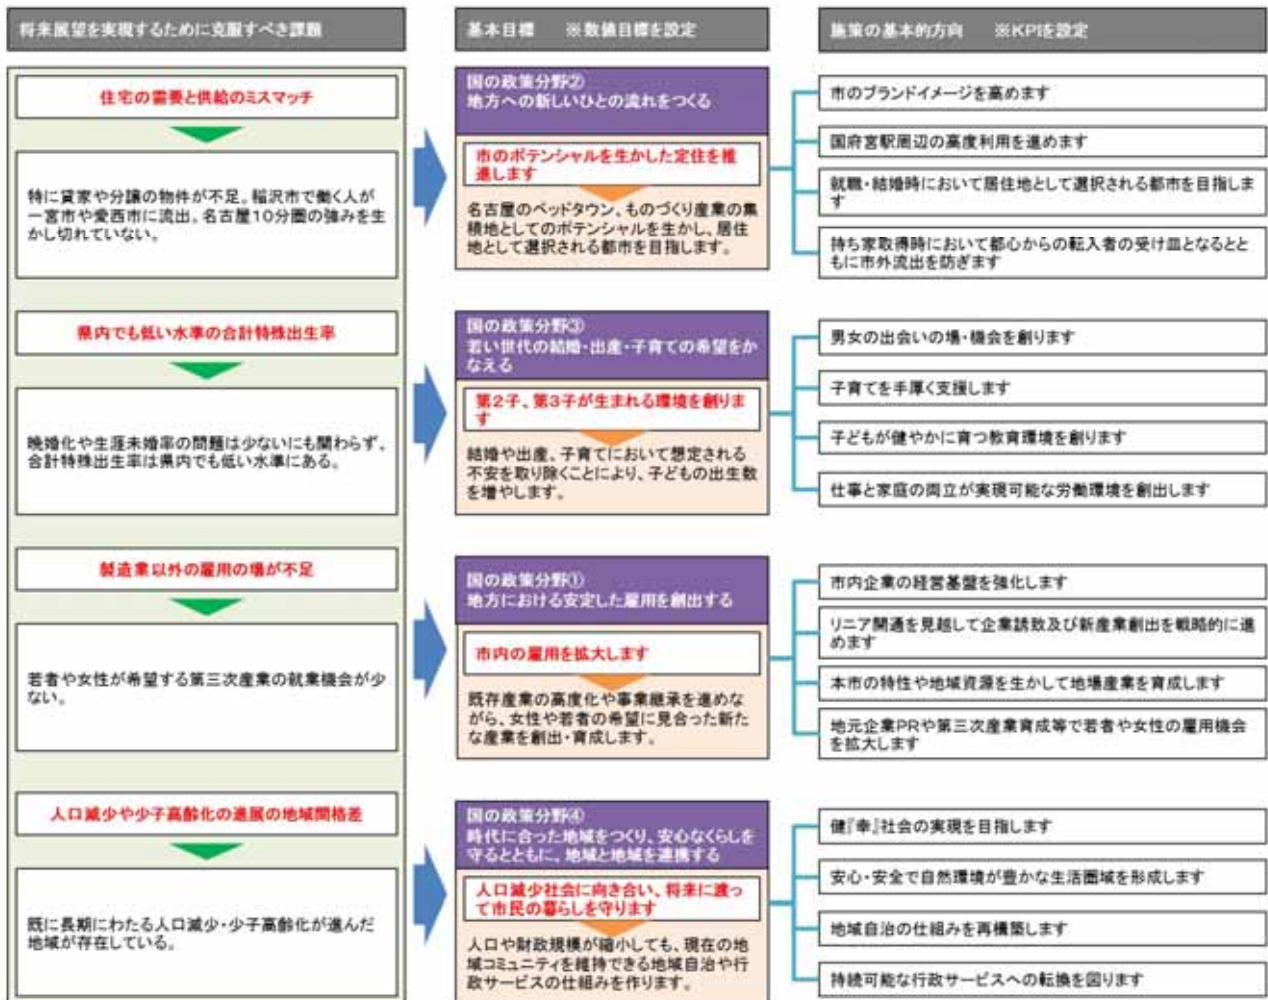 将来展望を実現するために克服すべき課題
基本目標　※数値目標を設定
施策の基本的方向　※KPIを設定
住宅の需要と供給のミスマッチ
特に貸家や分譲の物件が不足。稲沢市で働く人が
一宮市や愛西市に流出。名古屋10分圏の強みを生
かし切れていない。
国の政策分野②
地方への新しいひとの流れをつくる
市のポテンシャルを生かした定住を推
進します
名古屋のベッドタウン、ものづくり産業の集
積地としてのポテンシャルを生かし、居住
地として選択される都市を目指します。
市のブランドイメージを高めます
国府宮駅周辺の高度利用を進めます
就職・結婚時において居住地として選択される都市を目指しま
す
持ち家取得時において都心からの転入者の受け皿となるとと
もに市外流出を防ぎます
県内でも低い水準の合計特殊出生率
晩婚化や生涯未婚率の問題は少ないにも関わらず、
合計特殊出生率は県内でも低い水準にある。
国の政策分野③
若い世代の結婚・出産・子育ての希望をか
なえる
第2子、第3子が生まれる環境を創りま
す
結婚や出産、子育てにおいて想定される
不安を取り除くことにより、子どもの出生数
を増やします。
男女の出会いの場・機会を創ります
子育てを手厚く支援します
子どもが健やかに育つ教育環境を創ります
仕事と家庭の両立が実現可能な労働環境を創出します
製造業以外の雇用の場が不足
若者や女性が希望する第三次産業の就業機会が少
ない。
国の政策分野①
地方における安定した雇用を創出する
市内の雇用を拡大します
既存産業の高度化や事業継承を進めな
がら、女性や若者の希望に見合った新た
な産業を創出・育成します。
市内企業の経営基盤を強化します
リニア開通を見越して企業誘致及び新産業創出を戦略的に進
めます
本市の特性や地域資源を生かして地場産業を育成します
地元企業PRや第三次産業育成等で若者や女性の雇用機会
を拡大します
人口減少や少子高齢化の進展の地域間格差
既に長期にわたる人口減少・少子高齢化が進んだ
地域が存在している。
国の政策分野④
時代に合った地域をつくり、安心なくらしを
守るとともに、地域と地域を連携する
人口減少社会に向き合い、将来に渡っ
て市民の暮らしを守ります
人口や財政規模が縮小しても、現在の地
域コミュニティを維持できる地域自治や行
政サービスの仕組みを作ります。
健『幸』社会の実現を目指します
安心・安全で自然環境が豊かな生活圏域を形成します
地域自治の仕組みを再構築します
持続可能な行政サービスへの転換を図ります